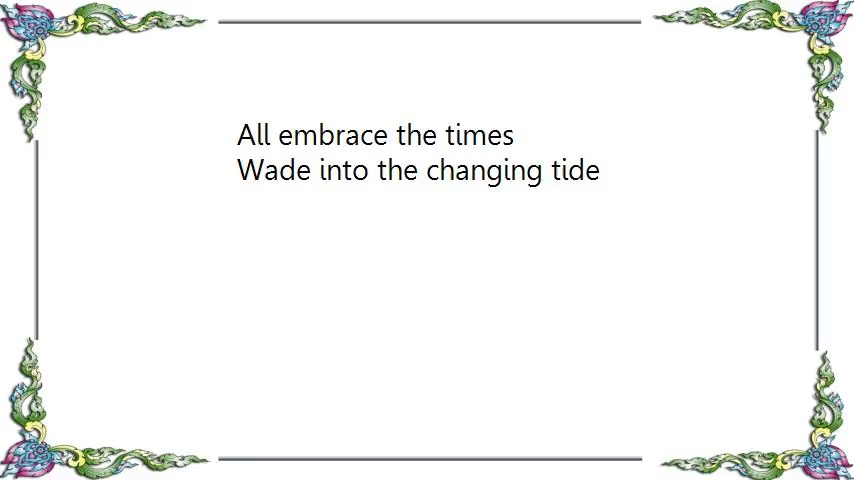 All embrace the times
Wade into the changing tide